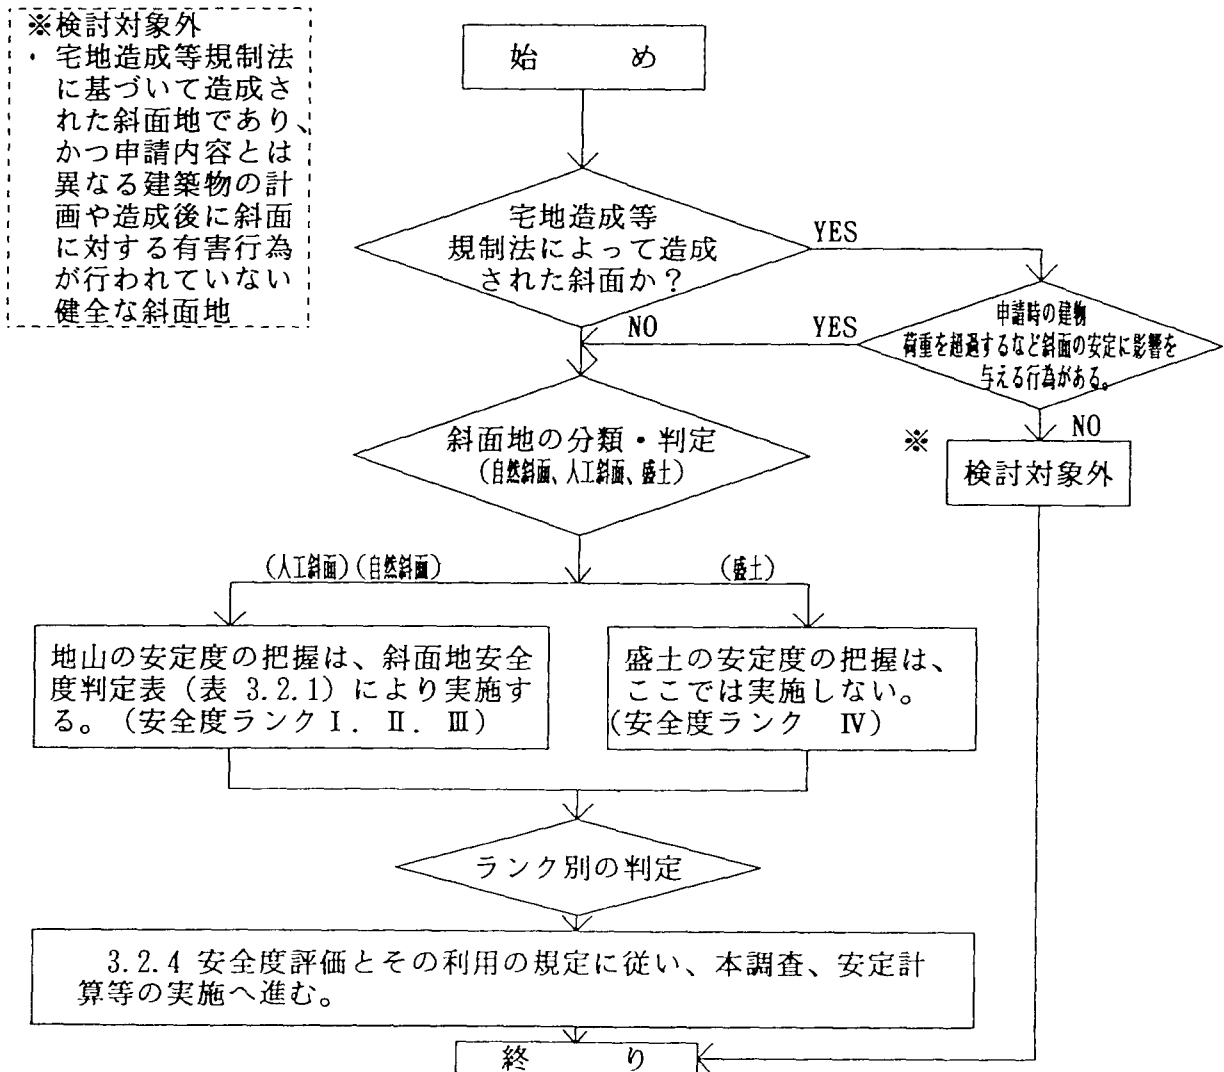 ※検討対象外
・宅地造成等規制法
に基づいて造成さ
れた斜面地であり、
かつ申請内容とは
異なる建築物の計
画や造成後に斜面
に対する有害行為
が行われていない
健全な斜面地
始　め
宅地造成等
規制法によって造成
された斜面か？
YES
NO
申請時の建物
荷重を超過するなど斜面の安定に影響を
与える行為がある。
YES
NO
※
検討対象外
斜面地の分類・判定
(自然斜面、人工斜面、盛土)
(人工斜面)(自然斜面)
(盛土)
地山の安定度の把握は、斜面地安全
度判定表（表 3.2.1）により実施す
る。（安全度ランクⅠ．Ⅱ．Ⅲ）
盛土の安定度の把握は、
ここでは実施しない。
(安全度ランク　Ⅳ)
ランク別の判定
3.2.4 安全度評価とその利用の規定に従い、本調査、安定計
算等の実施へ進む。
終　り